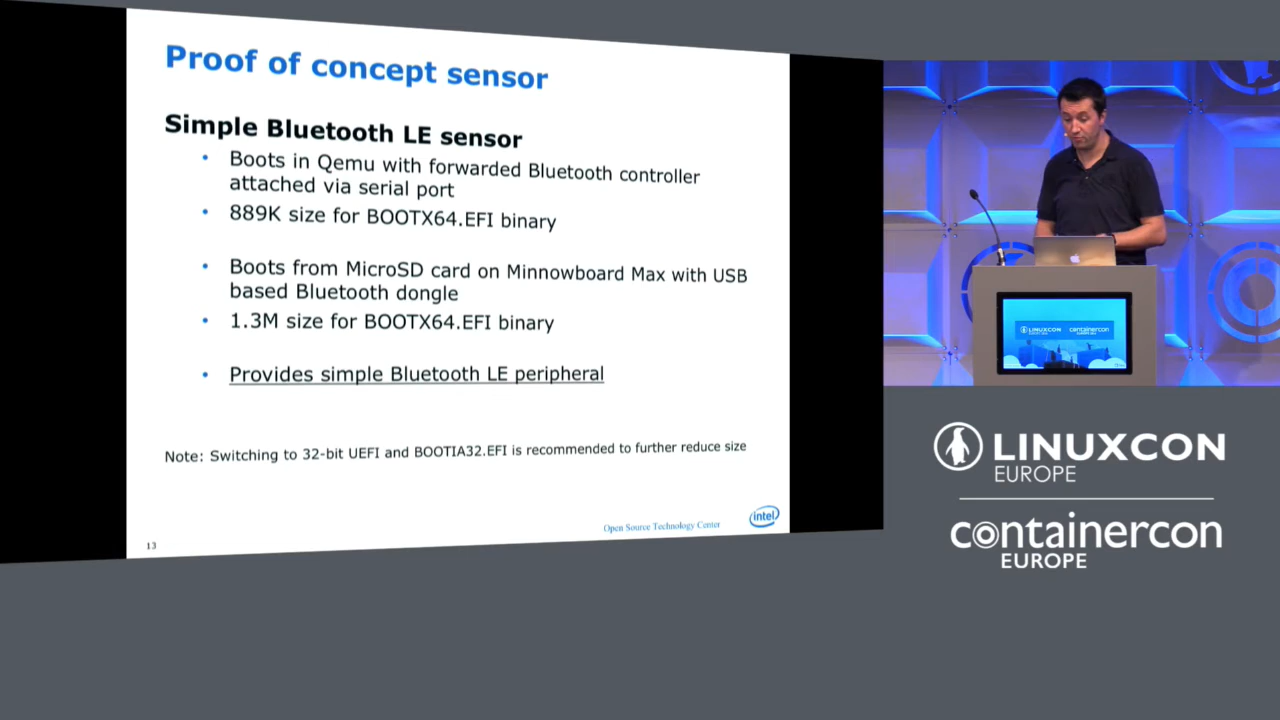 Proof of concept sensor
Simple Bluetooth LE sensor
• Boots in Qemu with forwarded Bluetooth controller
attached via serial port
• 889K size for BOOTX64.EFI binary
• Boots from MicroSD card on Minnowboard Max with USB
based Bluetooth dongle
• 1.3M size for BOOTX64.EFI binary
• Provides simple Bluetooth LE peripheral
Note: Switching to 32-bit UEFI and BOOTIA32.EFI is recommended to further reduce size
Open Source Technology Center
intel
13
LINUXCON
containercon
LINUXCON
EUROPE
containercon
EUROPE